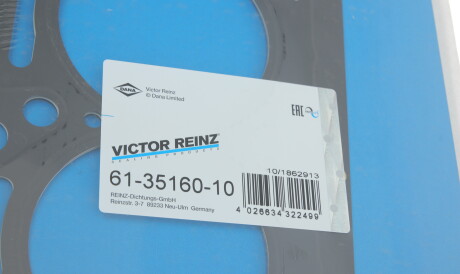 DANA
Victor Reinz
© Dana Limited
EAC
VICTOR REINZ
SEALING PRODUCTS
61-35160-10
10/1862913
REINZ-Dichtungs-GmbH
Reinzstr. 3-7 89233 Neu-Ulm Germany
4 026634 322499